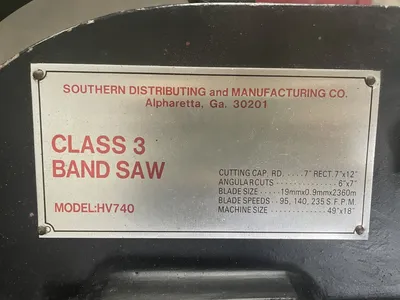 SOUTHERN DISTRIBUTING and MANUFACTURING CO.
Alpharetta, Ga. 30201
CLASS 3
BAND SAW
MODEL:HV740
CUTTING CAP. RD. ....7" RECT. 7"x12"
ANGULAR CUTS ............. 6"x7"
BLADE SIZE ......19mmx0.9mmx2360m
BLADE SPEEDS ..95, 140, 235 S.F.P.M.
MACHINE SIZE .............49"x18"